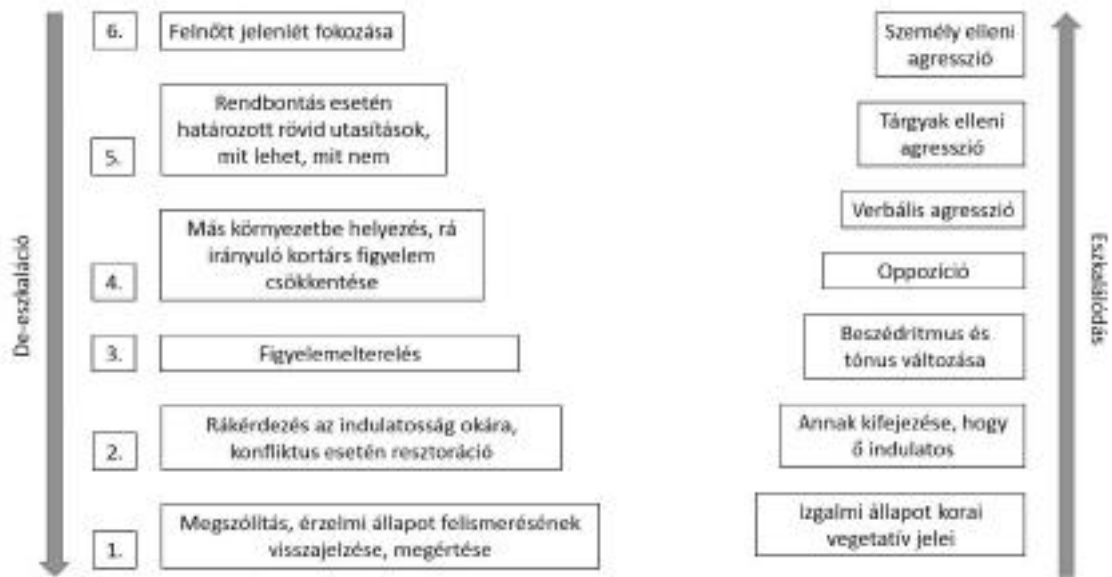 De-eszkaláció
6.
Felnőtt jelenlét fokozása
5.
Rendbontás esetén
határozott rövid utasítások,
mit lehet, mit nem
4.
Más környezetbe helyezés, rá
irányuló kortárs figyelem
csökkentése
3.
Figyelemelterelés
2.
Rákérdezés az indulatosság okára,
konfliktus esetén resztoráció
1.
Megszólítás, érzelmi állapot felismerésének
visszajelzése, megértése
Személy elleni
agresszió
Tárgyak elleni
agresszió
Verbális agresszió
Oppozíció
Beszédritmus és
tónus változása
Annak kifejezése, hogy
ő indulatos
Izgalmi állapot korai
vegetatív jelei
Eszkalálódás